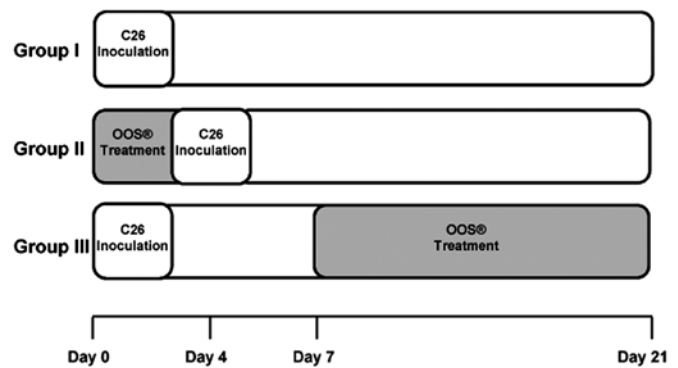 Group I
C26
Inoculation
Group II
OOS®
Treatment
C26
Inoculation
Group III
C26
Inoculation
OOS®
Treatment
Day 0
Day 4
Day 7
Day 21